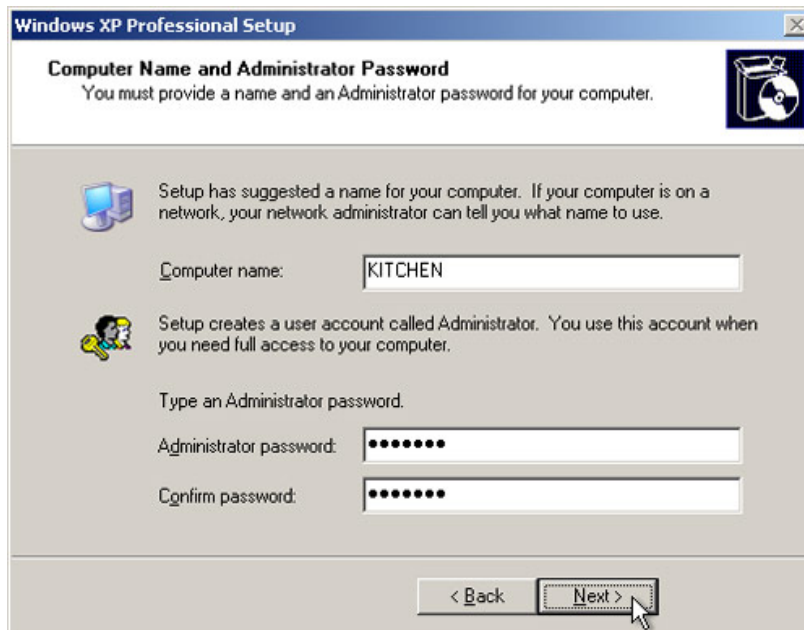 Windows XP Professional Setup
Computer Name and Administrator Password
You must provide a name and an Administrator password for your computer.
Setup has suggested a name for your computer. If your computer is on a
network, your network administrator can tell you what name to use.
Computer name: KITCHEN
Setup creates a user account called Administrator. You use this account when
you need full access to your computer.
Type an Administrator password.
Administrator password: •••••••
Confirm password: •••••••
< Back Next >